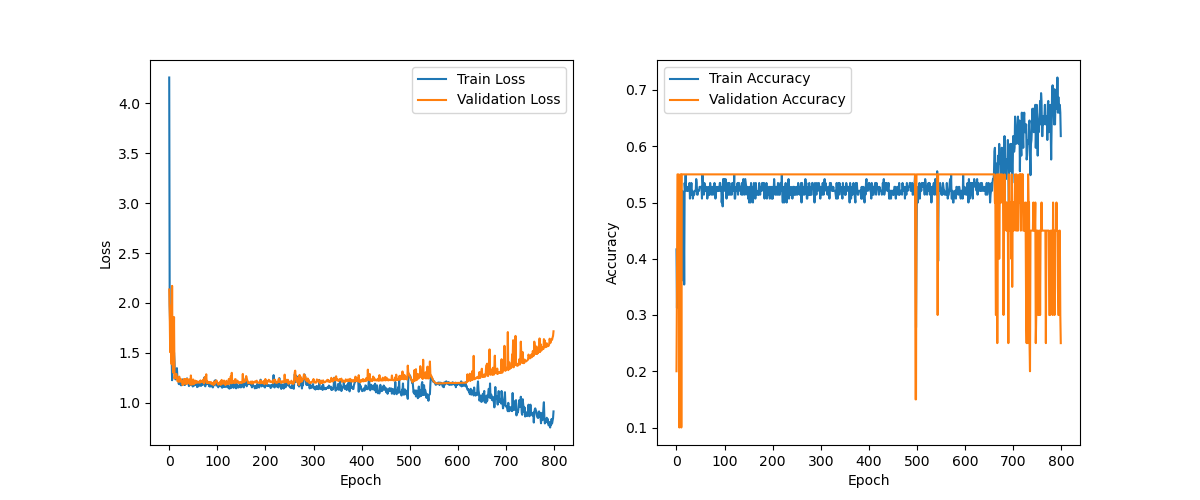 Train Loss
Validation Loss
4.0
3.5
3.0
2.5
2.0
1.5
1.0
Loss
0 100 200 300 400 500 600 700 800
Epoch
Train Accuracy
Validation Accuracy
0.7
0.6
0.5
0.4
0.3
0.2
0.1
Accuracy
0 100 200 300 400 500 600 700 800
Epoch